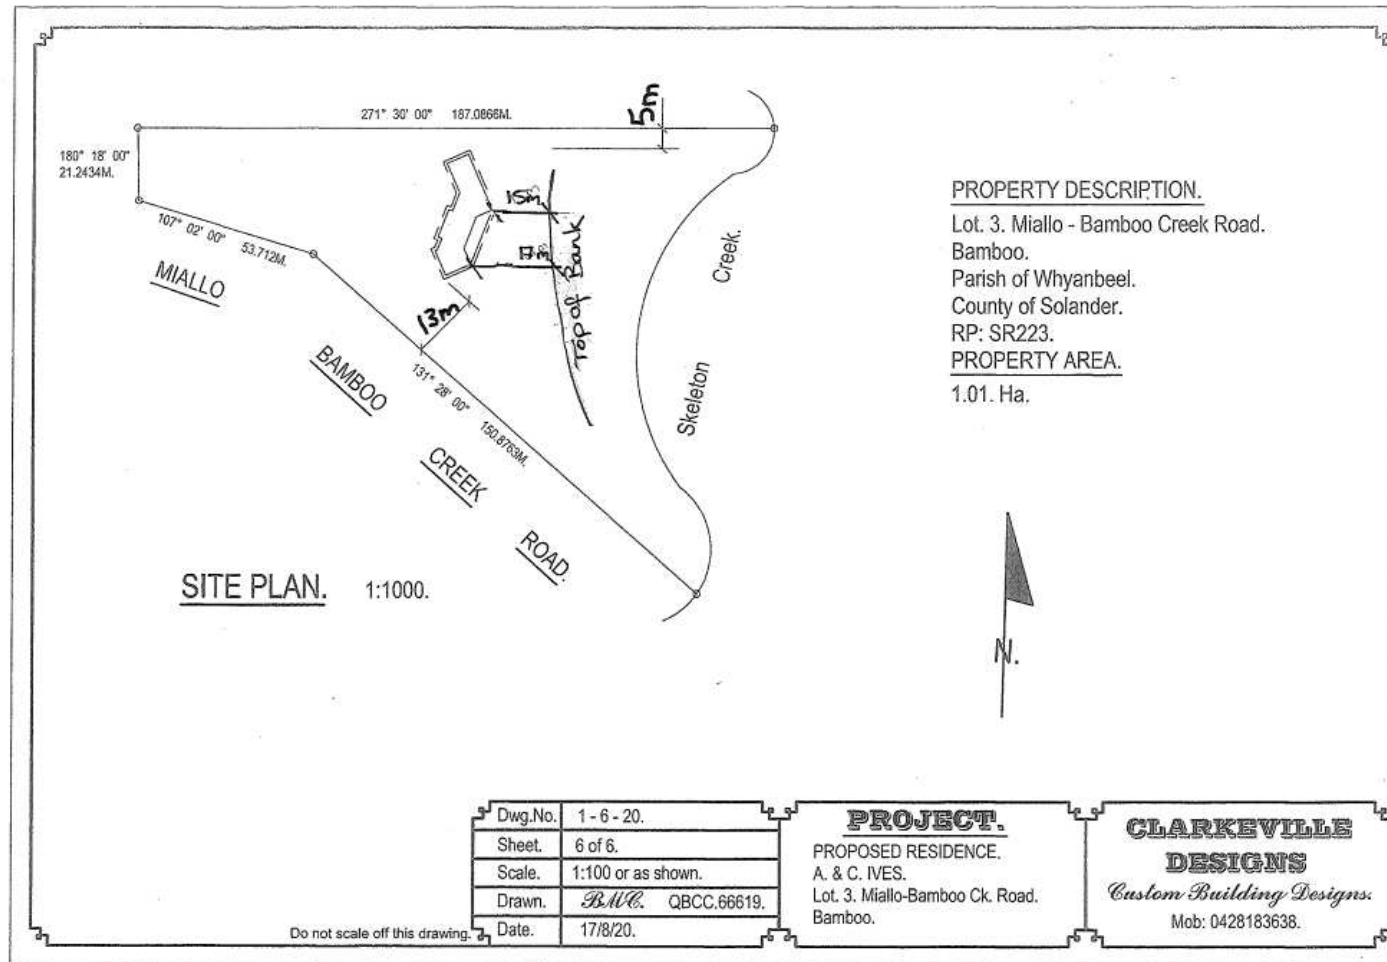 271° 30' 00" 187.0866M.
5m
180° 18' 00"
21.2434M.
107° 02' 00" 53.712M.
15m
13m
Top of Bank
131° 28' 00" 150.8763M.
MIALLO
BAMBOO
CREEK
ROAD.
Skeleton Creek.
SITE PLAN. 1:1000.
PROPERTY DESCRIPTION.
Lot. 3. Miallo - Bamboo Creek Road.
Bamboo.
Parish of Whyanbeel.
County of Solander.
RP: SR223.
PROPERTY AREA.
1.01. Ha.
N.
Do not scale off this drawing.
Dwg.No. 1 - 6 - 20.
Sheet. 6 of 6.
Scale. 1:100 or as shown.
Drawn. BMC. QBCC.66619.
Date. 17/8/20.
PROJECT.
PROPOSED RESIDENCE.
A. & C. IVES.
Lot. 3. Miallo-Bamboo Ck. Road.
Bamboo.
CLARKEVILLE
DESIGNS
Custom Building Designs.
Mob: 0428183638.